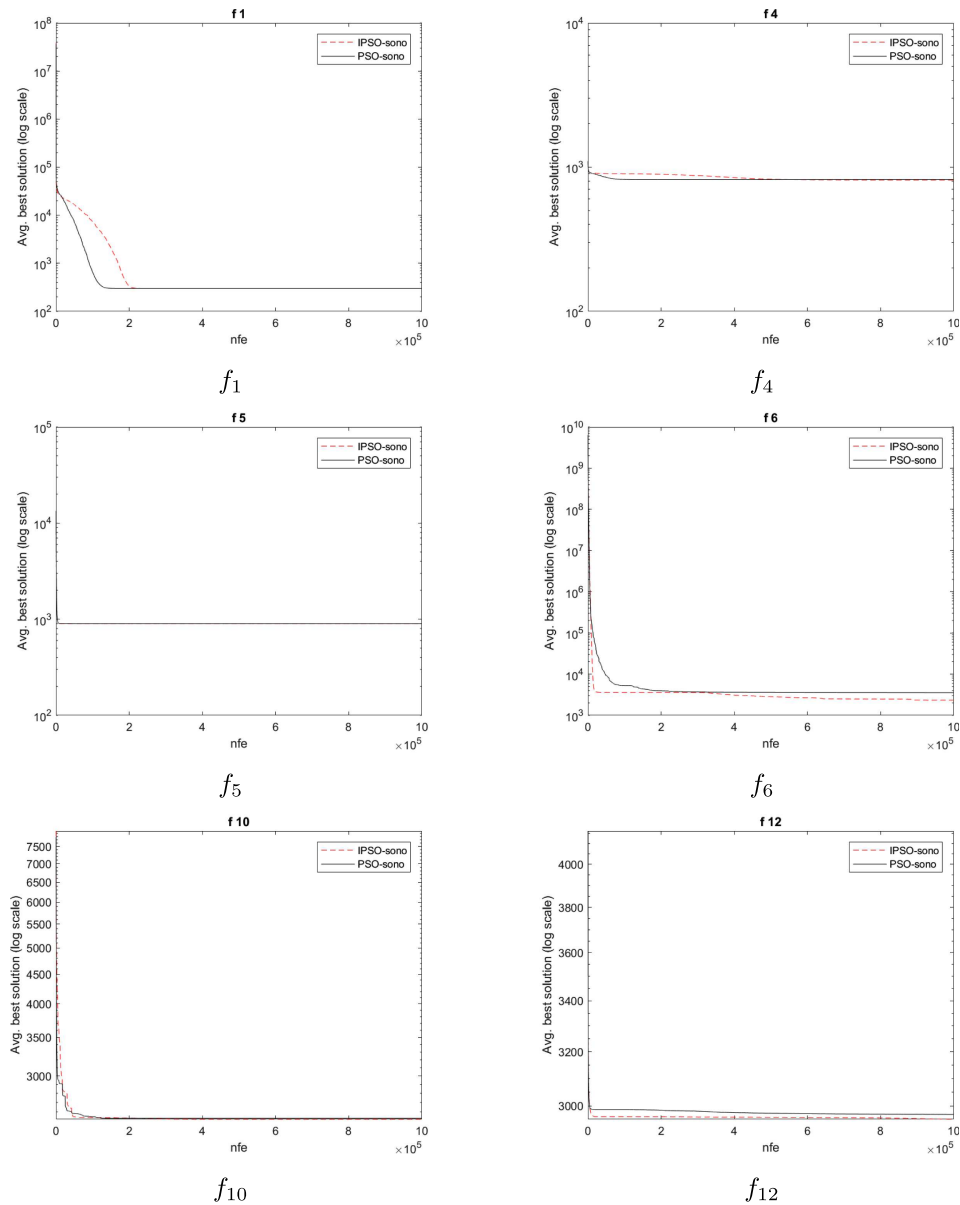 f 1
IPSO-sono
PSO-sono
Avg. best solution (log scale)
10^8
10^7
10^6
10^5
10^4
10^3
10^2
0 2 4 6 8 10
nfe
×10^5
f_1
f 4
IPSO-sono
PSO-sono
Avg. best solution (log scale)
10^4
10^3
10^2
0 2 4 6 8 10
nfe
×10^5
f_4
f 5
IPSO-sono
PSO-sono
Avg. best solution (log scale)
10^5
10^4
10^3
10^2
0 2 4 6 8 10
nfe
×10^5
f_5
f 6
IPSO-sono
PSO-sono
Avg. best solution (log scale)
10^10
10^9
10^8
10^7
10^6
10^5
10^4
10^3
0 2 4 6 8 10
nfe
×10^5
f_6
f 10
IPSO-sono
PSO-sono
Avg. best solution (log scale)
7500
7000
6500
6000
5500
5000
4500
4000
3500
3000
0 2 4 6 8 10
nfe
×10^5
f_10
f 12
IPSO-sono
PSO-sono
Avg. best solution (log scale)
4000
3800
3600
3400
3200
3000
0 2 4 6 8 10
nfe
×10^5
f_12